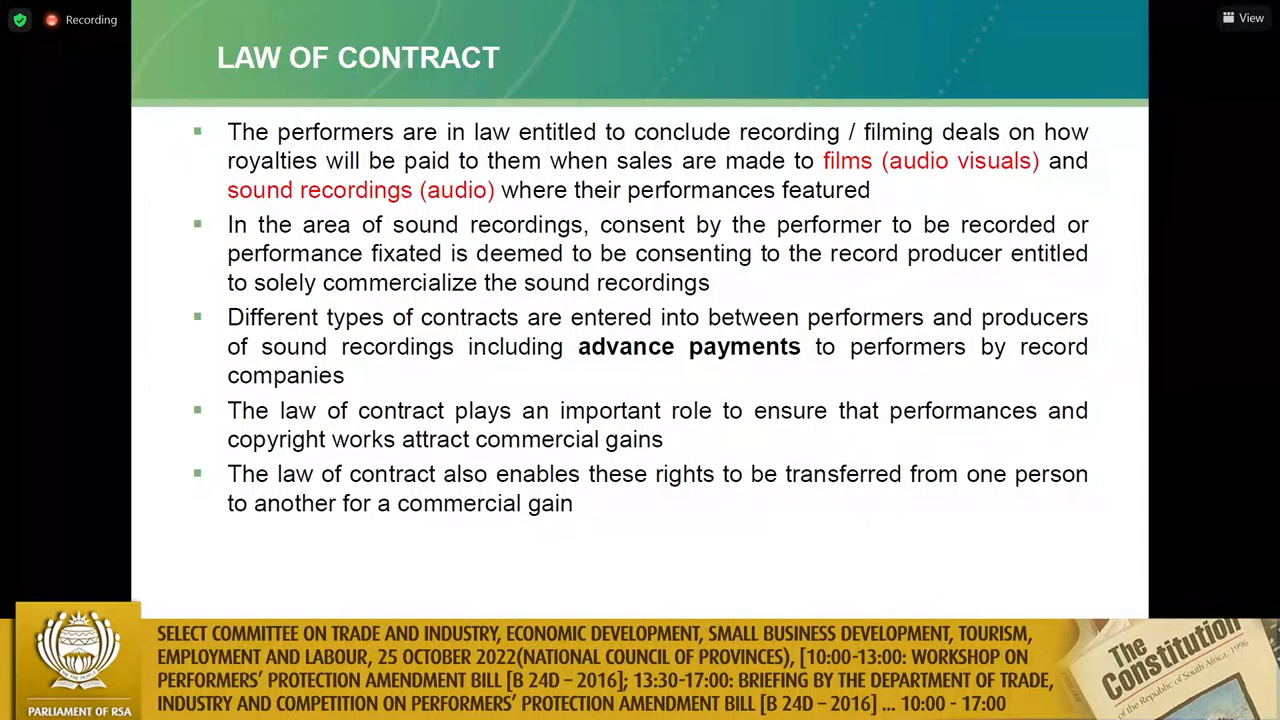 Recording
View
LAW OF CONTRACT
▪ The performers are in law entitled to conclude recording / filming deals on how
royalties will be paid to them when sales are made to films (audio visuals) and
sound recordings (audio) where their performances featured
▪ In the area of sound recordings, consent by the performer to be recorded or
performance fixated is deemed to be consenting to the record producer entitled
to solely commercialize the sound recordings
▪ Different types of contracts are entered into between performers and producers
of sound recordings including advance payments to performers by record
companies
▪ The law of contract plays an important role to ensure that performances and
copyright works attract commercial gains
▪ The law of contract also enables these rights to be transferred from one person
to another for a commercial gain
SELECT COMMITTEE ON TRADE AND INDUSTRY, ECONOMIC DEVELOPMENT, SMALL BUSINESS DEVELOPMENT, TOURISM,
EMPLOYMENT AND LABOUR, 25 OCTOBER 2022(NATIONAL COUNCIL OF PROVINCES), [10:00-13:00: WORKSHOP ON
PERFORMERS' PROTECTION AMENDMENT BILL [B 24D – 2016]; 13:30-17:00: BRIEFING BY THE DEPARTMENT OF TRADE,
INDUSTRY AND COMPETITION ON PERFORMERS' PROTECTION AMENDMENT BILL [B 24D – 2016] ... 10:00 - 17:00
PARLIAMENT OF RSA
The
Constitution
of the Republic of South Africa, 1996